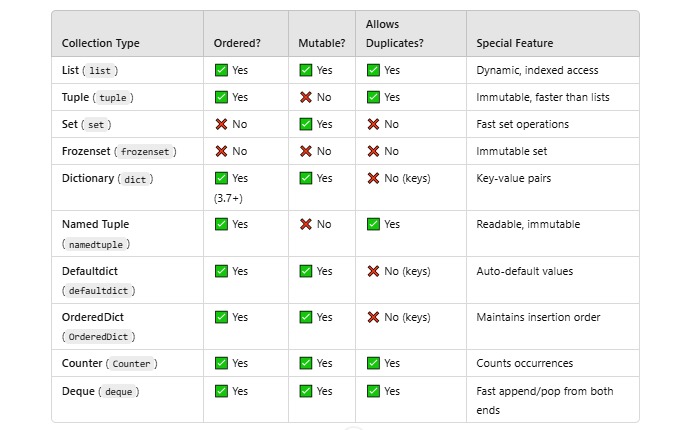 Collection Type Ordered? Mutable? Allows Duplicates? Special Feature
List ( list ) ✅ Yes ✅ Yes ✅ Yes Dynamic, indexed access
Tuple ( tuple ) ✅ Yes ❌ No ✅ Yes Immutable, faster than lists
Set ( set ) ❌ No ✅ Yes ❌ No Fast set operations
Frozenset ( frozenset ) ❌ No ❌ No ❌ No Immutable set
Dictionary ( dict ) ✅ Yes (3.7+) ✅ Yes ❌ No (keys) Key-value pairs
Named Tuple ( namedtuple ) ✅ Yes ❌ No ✅ Yes Readable, immutable
Defaultdict ( defaultdict ) ✅ Yes ✅ Yes ❌ No (keys) Auto-default values
OrderedDict ( OrderedDict ) ✅ Yes ✅ Yes ❌ No (keys) Maintains insertion order
Counter ( Counter ) ✅ Yes ✅ Yes ✅ Yes Counts occurrences
Deque ( deque ) ✅ Yes ✅ Yes ✅ Yes Fast append/pop from both ends